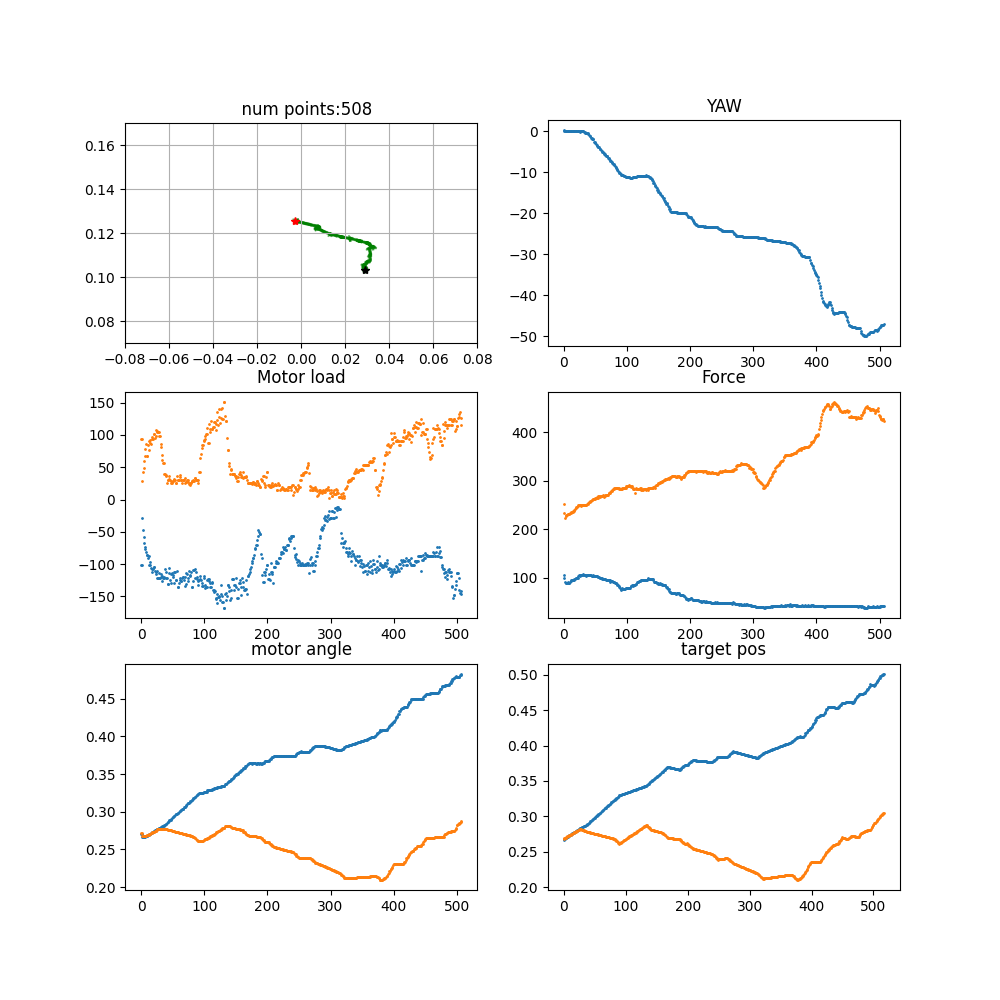 num points:508
YAW
0.16
0.14
0.12
0.10
0.08
−0.08 −0.06 −0.04 −0.02 0.00 0.02 0.04 0.06 0.08
0
−10
−20
−30
−40
−50
0 100 200 300 400 500
Motor load
Force
150
100
50
0
−50
−100
−150
0 100 200 300 400 500
400
300
200
100
0 100 200 300 400 500
motor angle
target pos
0.45
0.40
0.35
0.30
0.25
0.20
0 100 200 300 400 500
0.50
0.45
0.40
0.35
0.30
0.25
0.20
0 100 200 300 400 500